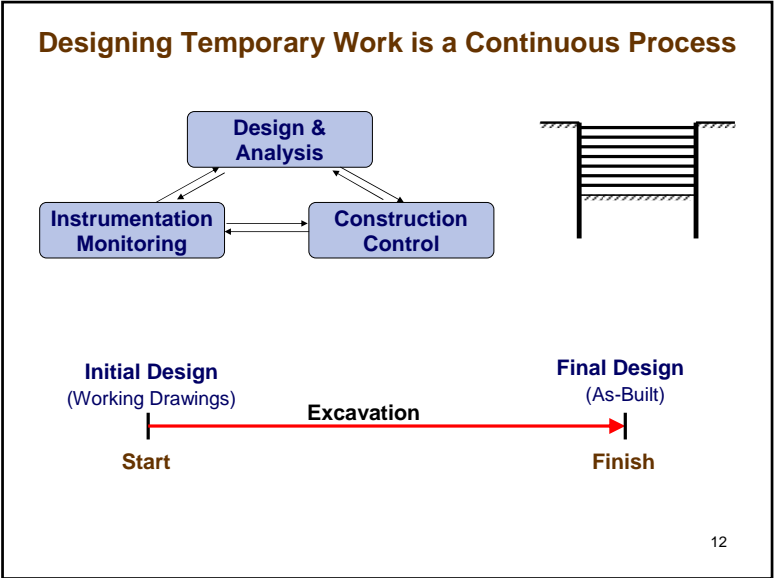 Designing Temporary Work is a Continuous Process
Design &
Analysis
Instrumentation
Monitoring
Construction
Control
Initial Design
(Working Drawings)
Final Design
(As-Built)
Excavation
Start
Finish
12